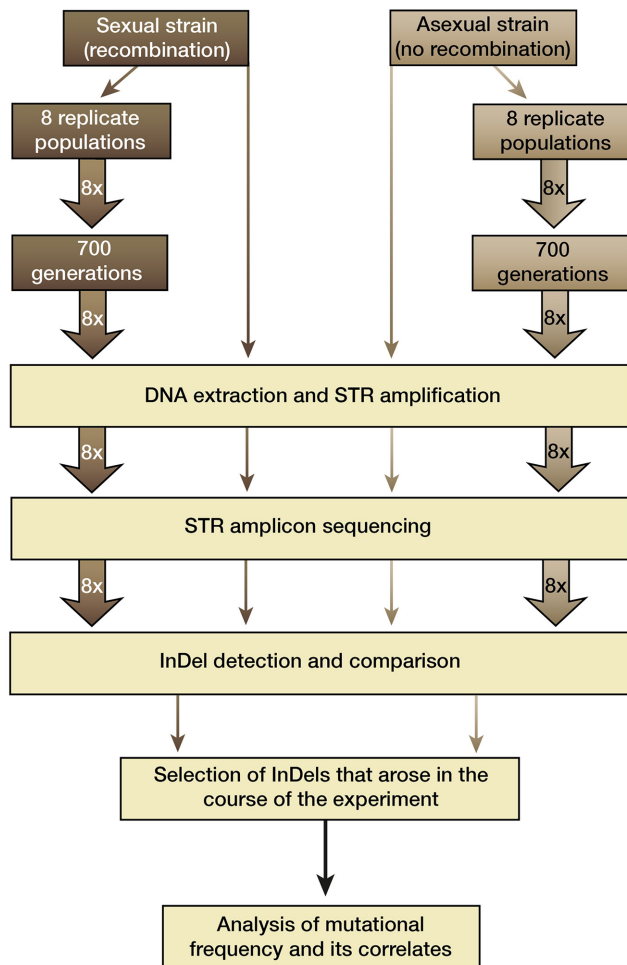 Sexual strain
(recombination)
Asexual strain
(no recombination)
8 replicate
populations
8 replicate
populations
8x
8x
700
generations
700
generations
8x
8x
DNA extraction and STR amplification
8x
8x
STR amplicon sequencing
8x
8x
InDel detection and comparison
Selection of InDels that arose in the
course of the experiment
Analysis of mutational
frequency and its correlates